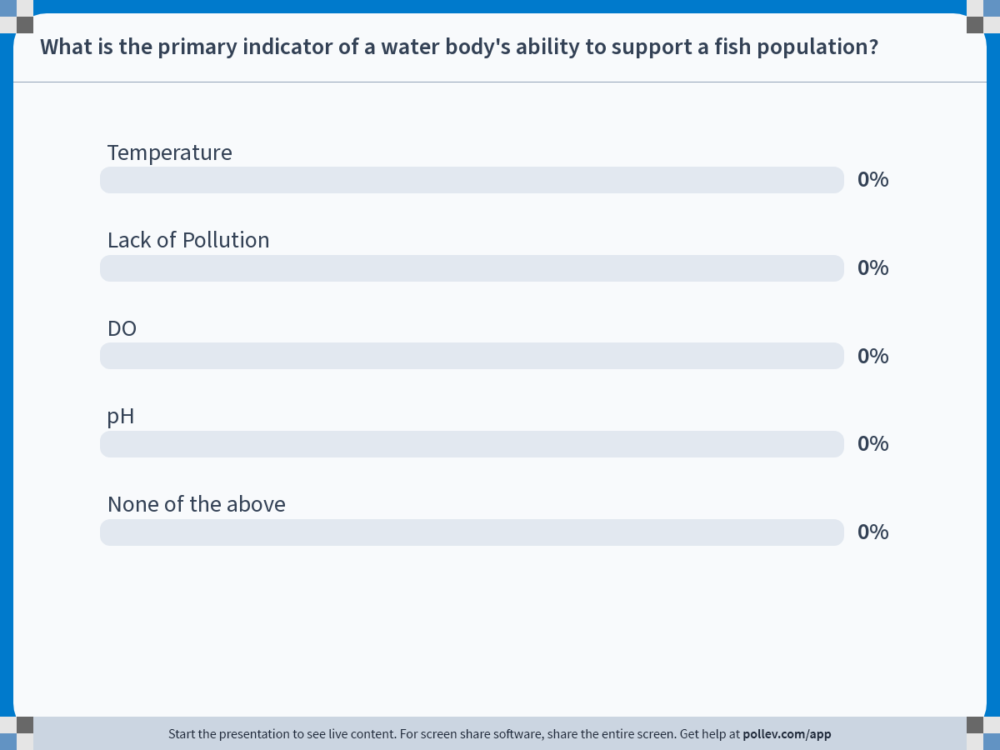 What is the primary indicator of a water body's ability to support a fish population?
Temperature
0%
Lack of Pollution
0%
DO
0%
pH
0%
None of the above
0%
Start the presentation to see live content. For screen share software, share the entire screen. Get help at pollev.com/app